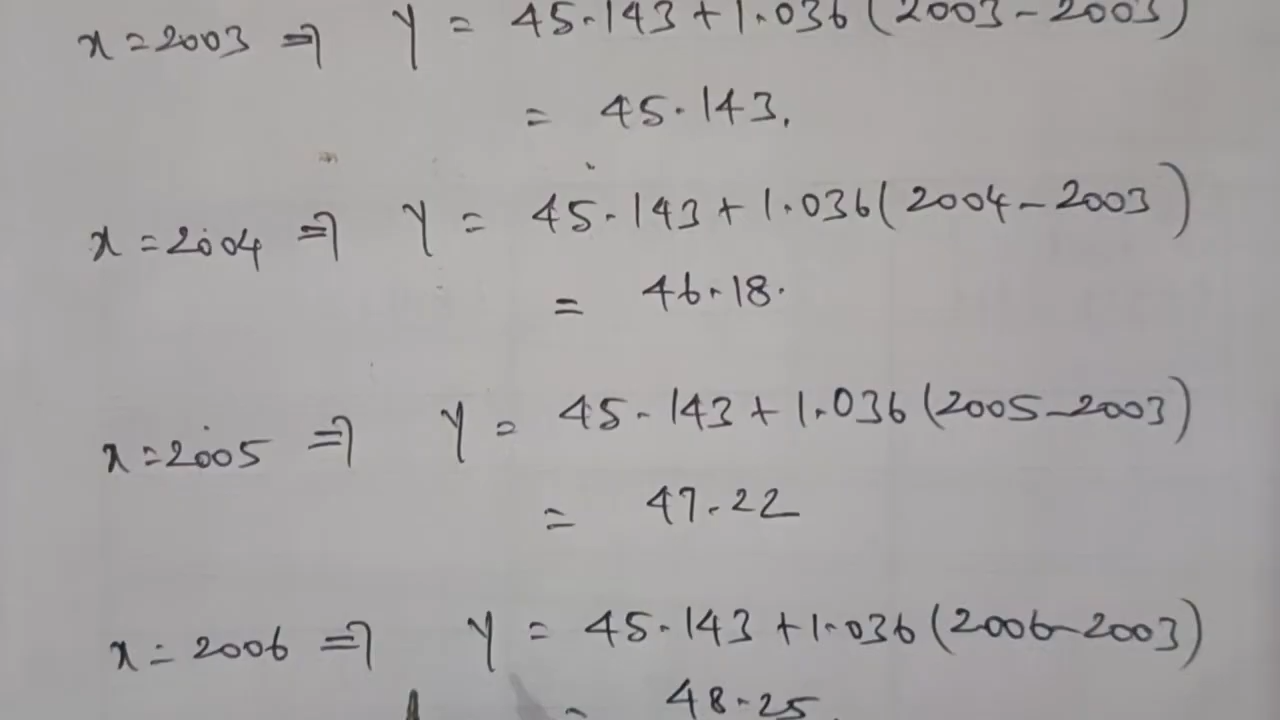 x = 2003 ⇒ Y = 45.143 + 1.036 (2003 - 2003)
= 45.143.
x = 2004 ⇒ Y = 45.143 + 1.036 (2004 - 2003)
= 46.18.
x = 2005 ⇒ Y = 45.143 + 1.036 (2005 - 2003)
= 47.22
x = 2006 ⇒ Y = 45.143 + 1.036 (2006 - 2003)
= 48.25.